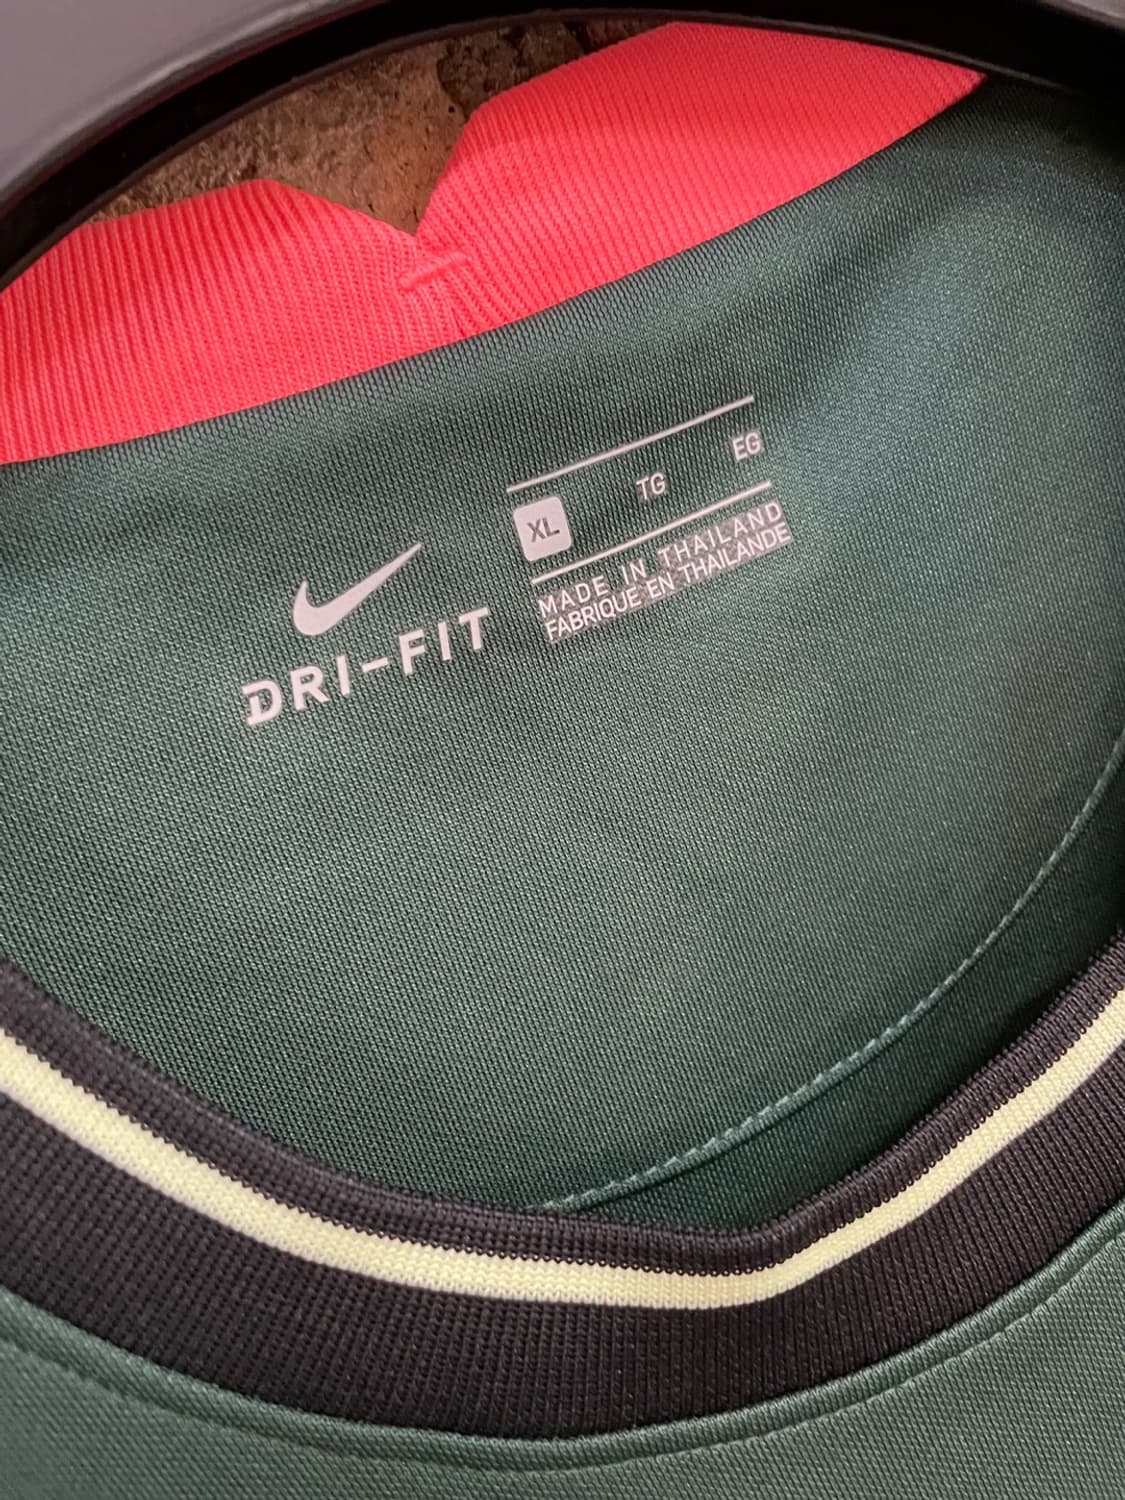 XL TG EG
MADE IN THAILAND
FABRIQUE EN THAILANDE
DRI-FIT